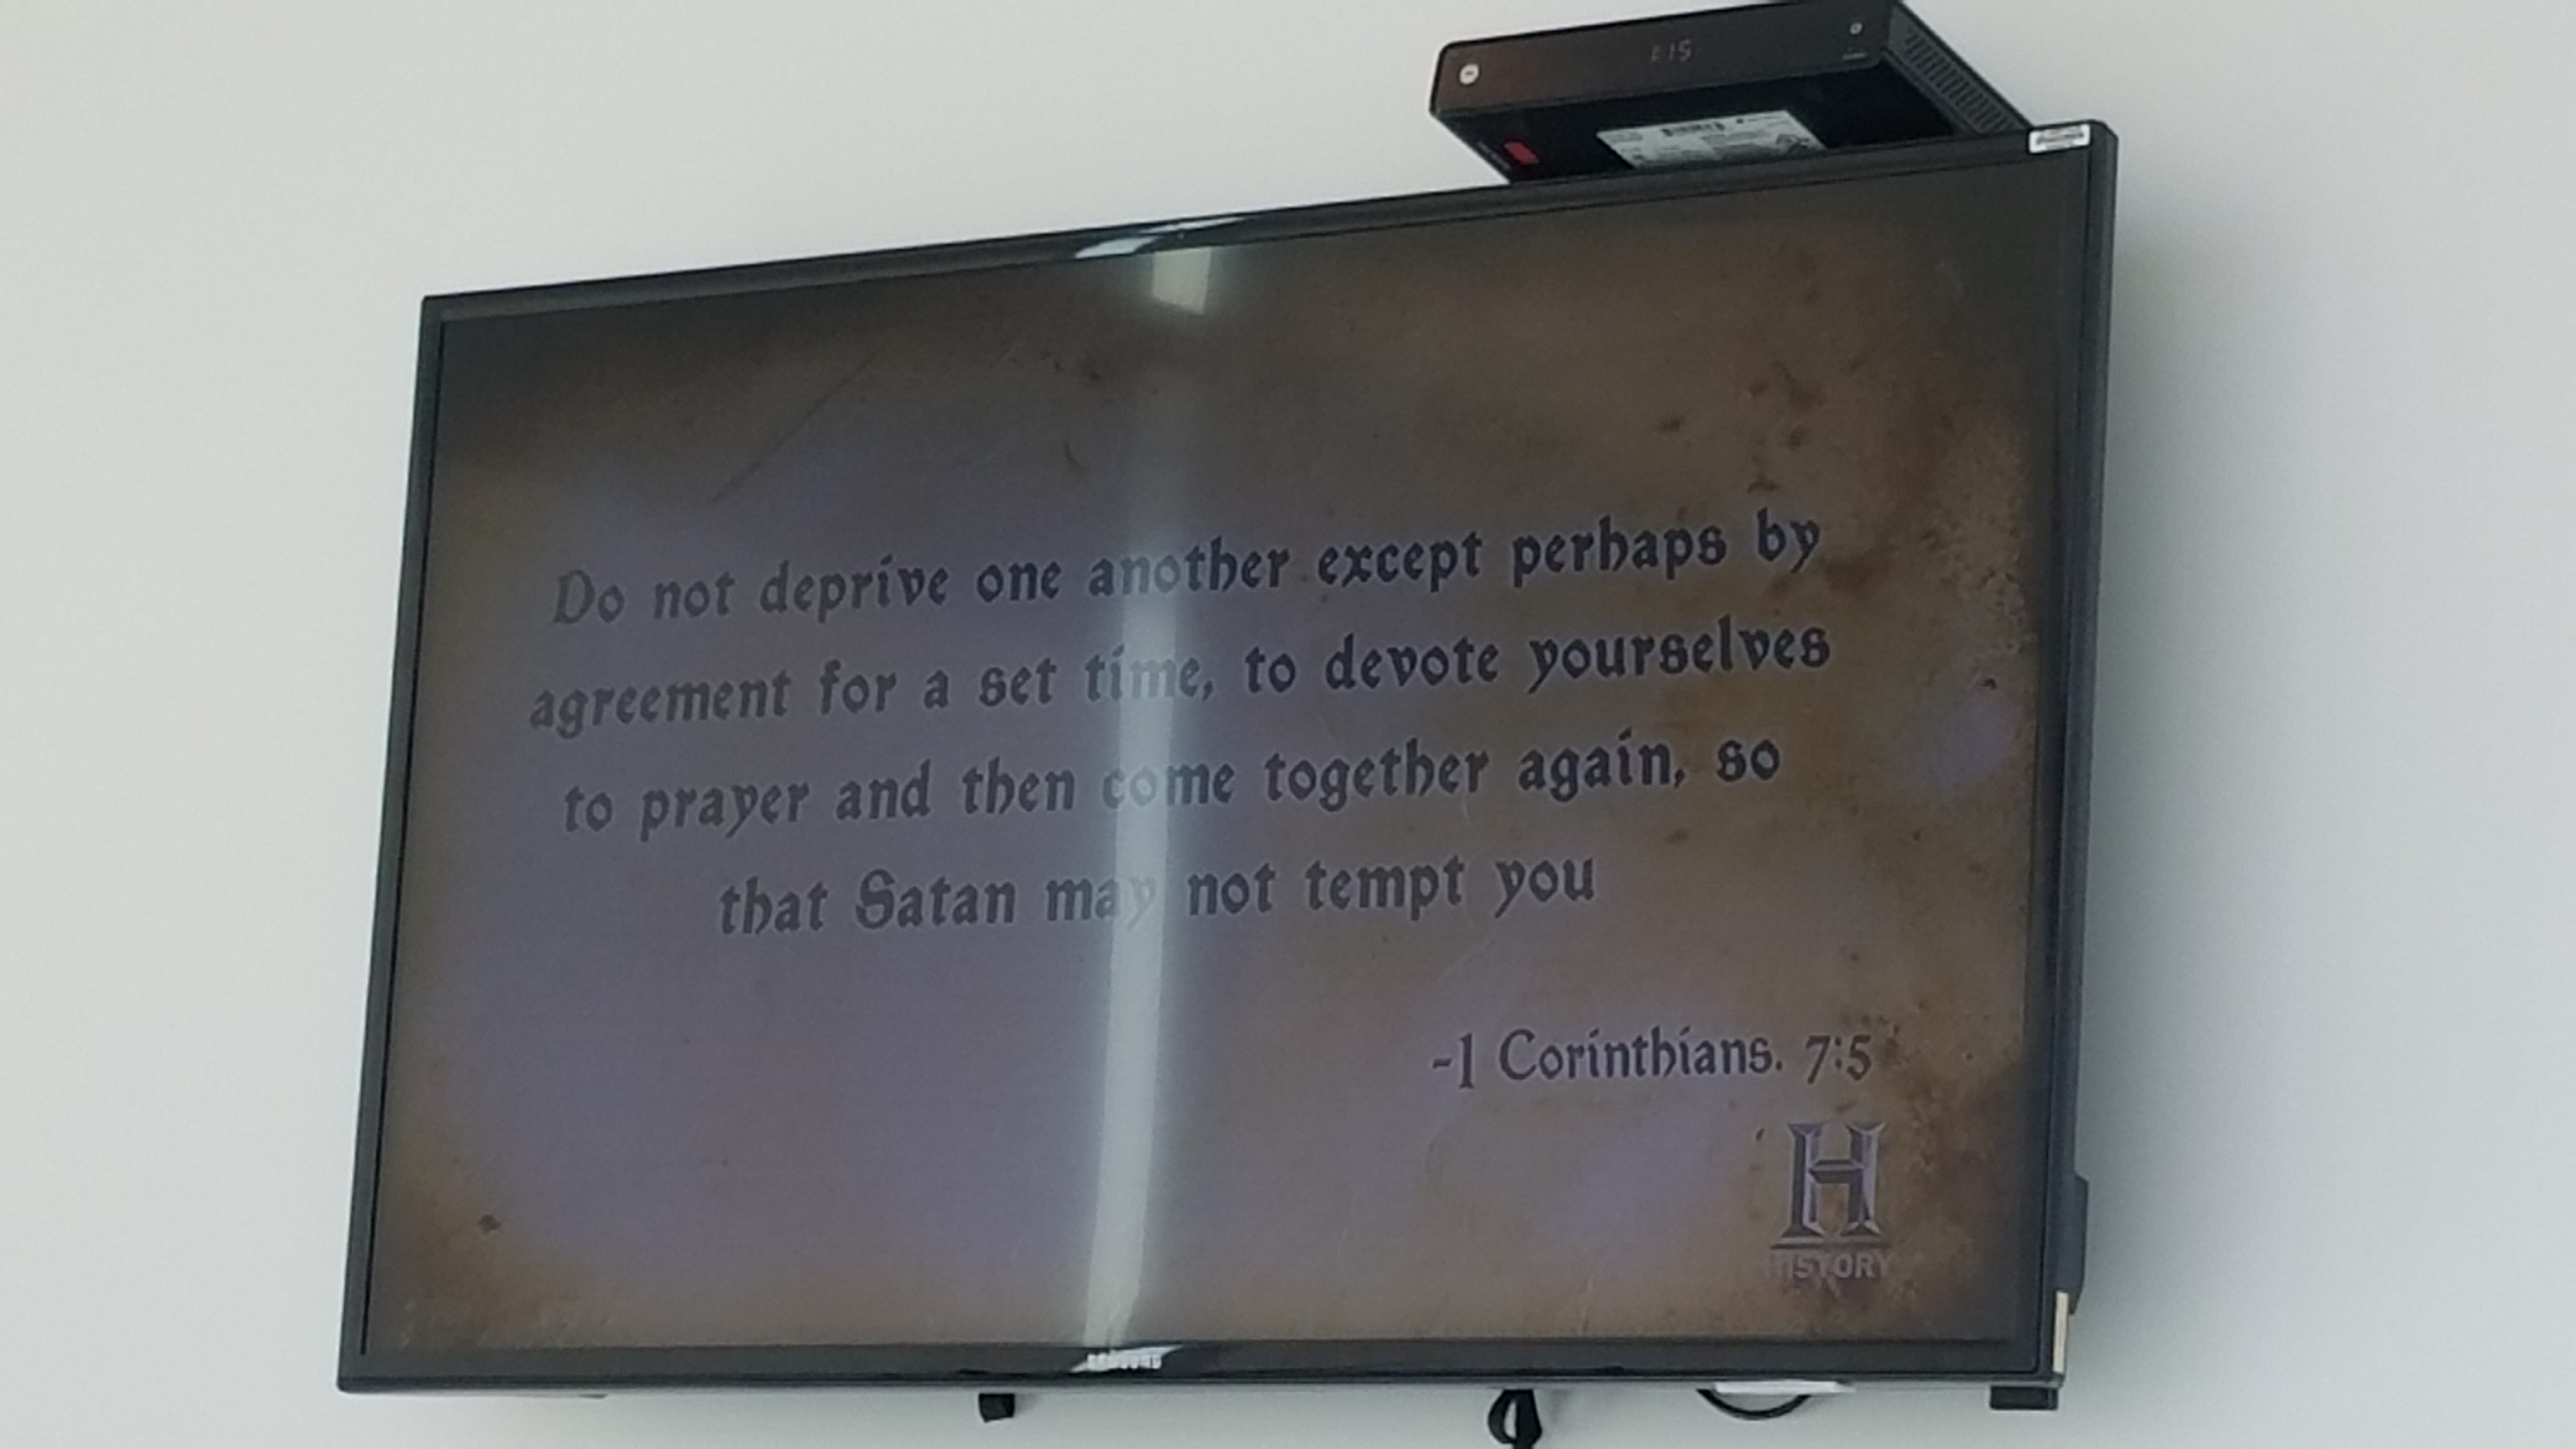 Do not deprive one another except perhaps by
agreement for a set time, to devote yourselves
to prayer and then come together again, so
that Satan may not tempt you
-1 Corinthians. 7:5
H
HISTORY
SAMSUNG